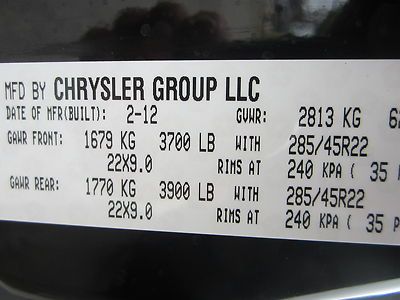 MFD BY CHRYSLER GROUP LLC
DATE OF MFR(BUILT): 2-12 GVWR: 2813 KG 62
GAWR FRONT: 1679 KG 3700 LB WITH 285/45R22
22X9.0 RIMS AT 240 KPA ( 35 P
GAWR REAR: 1770 KG 3900 LB WITH 285/45R22
22X9.0 RIMS AT 240 KPA ( 35 P